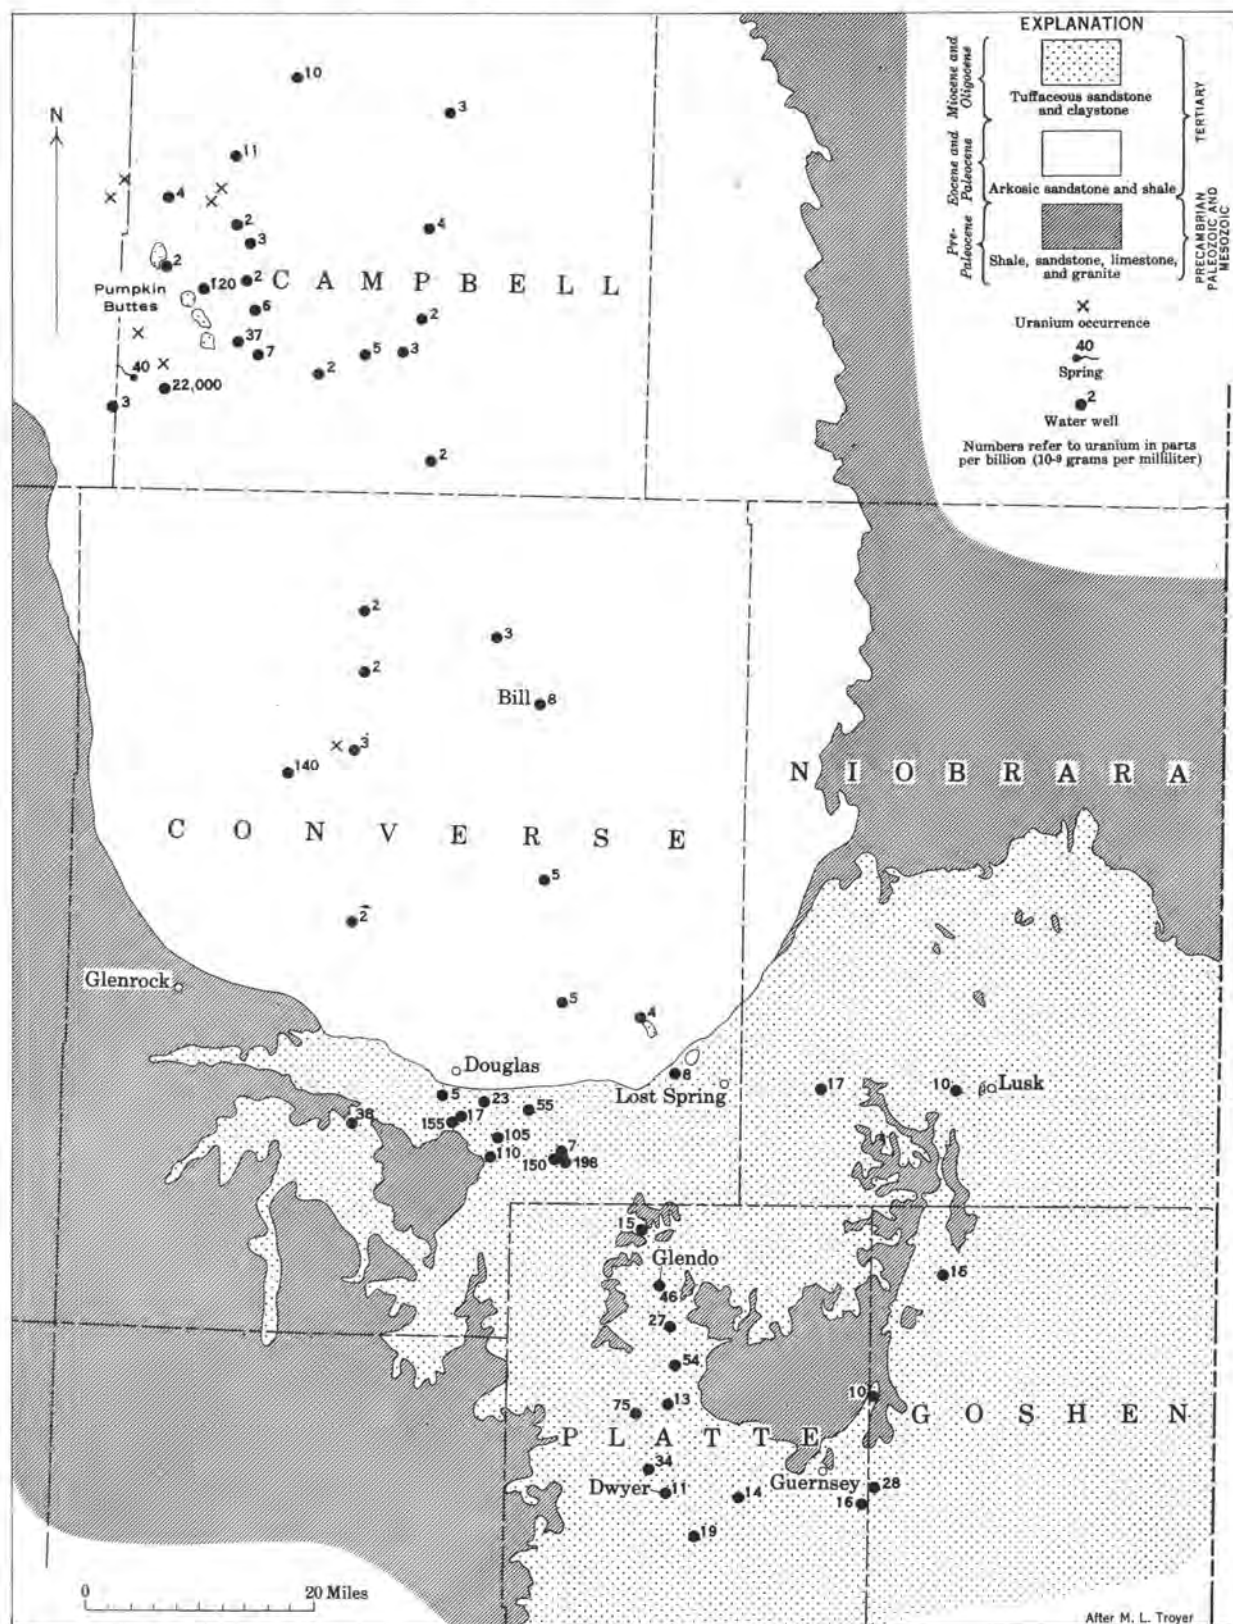 EXPLANATION
Miocene and
Oligocene
Tuffaceous sandstone
and claystone
Eocene and
Paleocene
Arkosic sandstone and shale
TERTIARY
Pre-
Paleocene
Shale, sandstone, limestone,
and granite
PRECAMBRIAN
PALEOZOIC AND
MESOZOIC
Uranium occurrence
40
Spring
2
Water well
Numbers refer to uranium in parts
per billion (10-9 grams per milliliter)
N
10
3
11
4
2
3
4
2
2
120
CAMPBELL
Pumpkin
Buttes
6
2
37
7
5
3
2
40
22,000
3
2
2
3
2
Bill
8
3
140
NIOBRARA
CONVERSE
5
2
Glenrock
5
4
Douglas
8
Lost Spring
17
10
Lusk
5
23
55
38
155
17
105
110
7
150
198
15
Glendo
46
16
27
54
10
13
75
PLATTE
GOSHEN
34
Dwyer
11
14
Guernsey
28
16
19
0
20 Miles
After M. L. Troyer